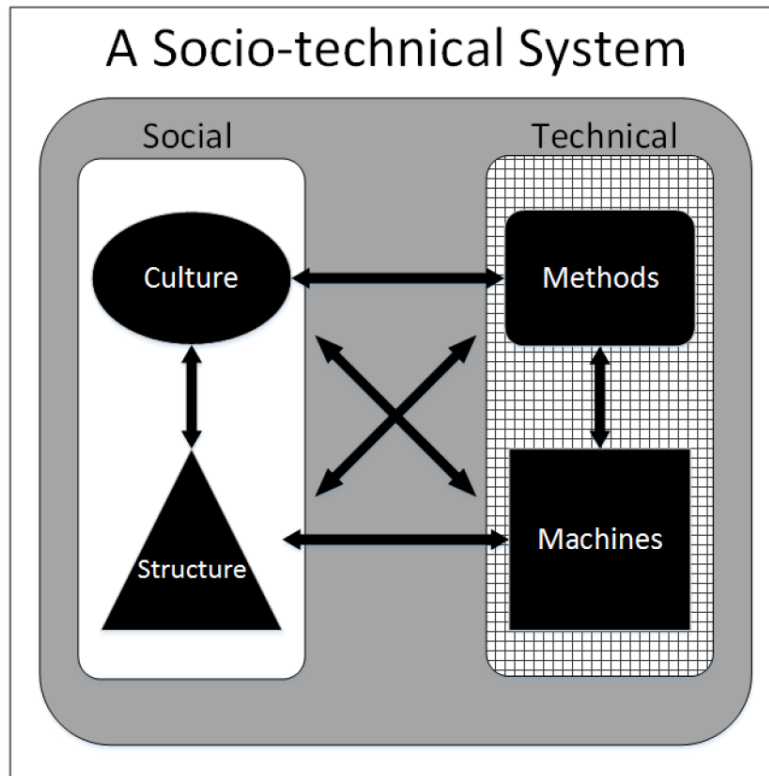 A Socio-technical System
Social
Technical
Culture
Methods
Structure
Machines